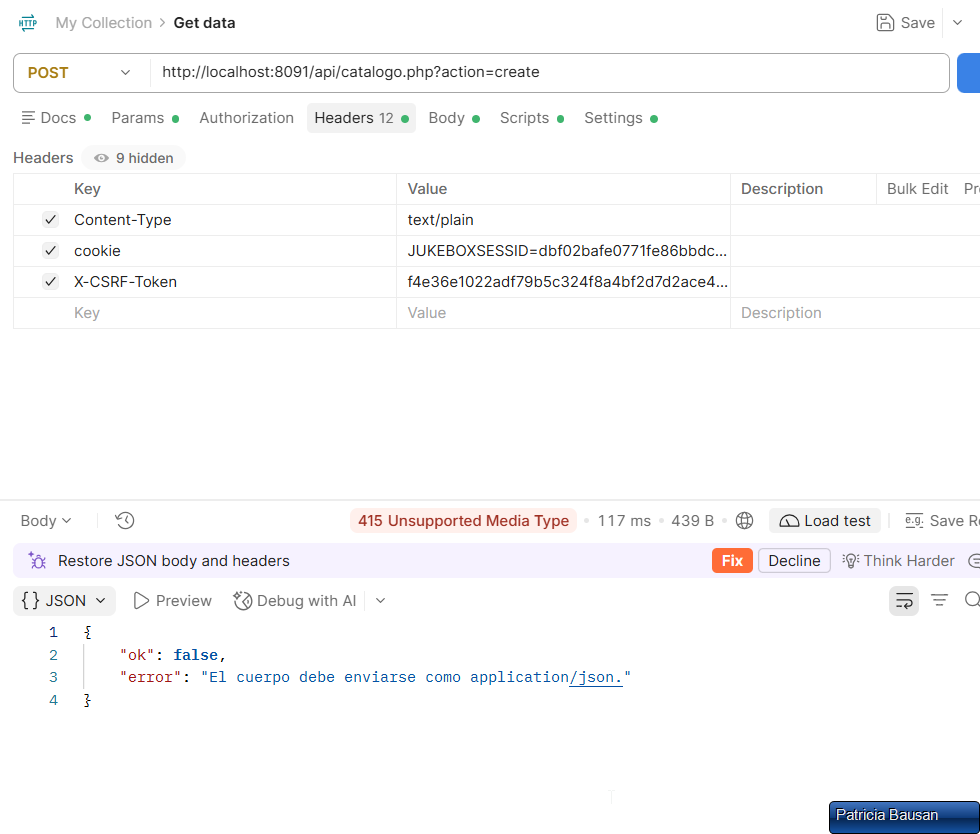 HTTP My Collection > Get data Save
POST http://localhost:8091/api/catalogo.php?action=create
Docs Params Authorization Headers 12 Body Scripts Settings
Headers 9 hidden
Key Value Description Bulk Edit
Content-Type text/plain
cookie JUKEBOXSESSID=dbf02bafe0771fe86bbdc...
X-CSRF-Token f4e36e1022adf79b5c324f8a4bf2d7d2ace4...
Key Value Description
Body 415 Unsupported Media Type • 117 ms • 439 B • Load test e.g. Save
Restore JSON body and headers Fix Decline Think Harder
{} JSON Preview Debug with AI
1 {
2 "ok": false,
3 "error": "El cuerpo debe enviarse como application/json."
4 }
Patricia Bausan